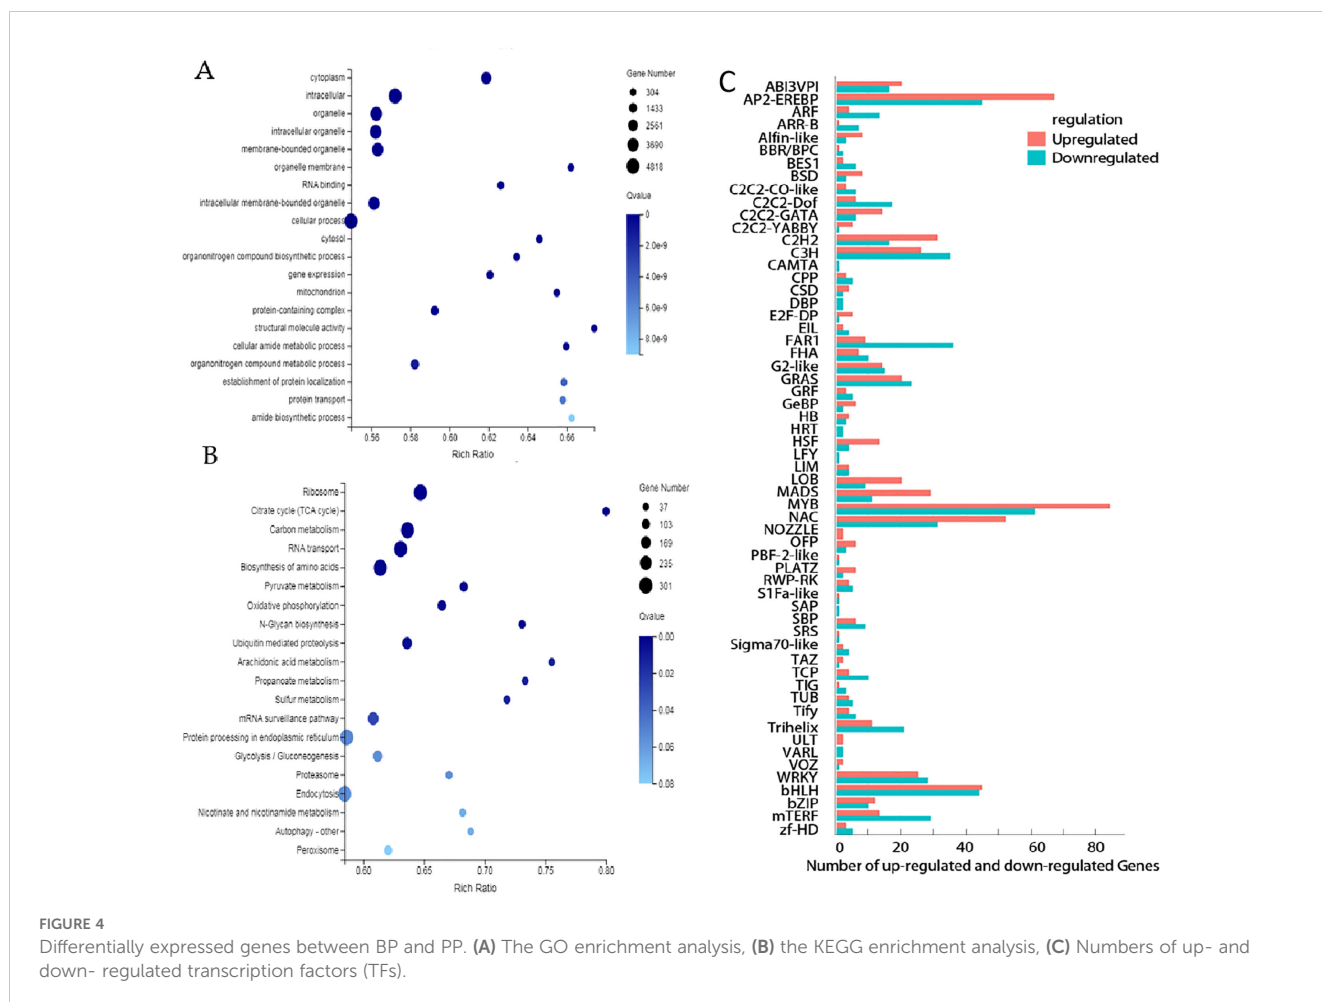 A
cytoplasm
intracellular
organelle
intracellular organelle
membrane-bounded organelle
organelle membrane
RNA binding
intracellular membrane-bounded organelle
cellular process
cytosol
organonitrogen compound biosynthetic process
gene expression
mitochondrion
protein-containing complex
structural molecule activity
cellular amide metabolic process
organonitrogen compound metabolic process
establishment of protein localization
protein transport
amide biosynthetic process
0.56 0.58 0.60 0.62 0.64 0.66
Rich Ratio
Gene Number
304
1433
2561
3690
4818
Qvalue
0
2.0e-9
4.0e-9
6.0e-9
8.0e-9
B
Ribosome
Citrate cycle (TCA cycle)
Carbon metabolism
RNA transport
Biosynthesis of amino acids
Pyruvate metabolism
Oxidative phosphorylation
N-Glycan biosynthesis
Ubiquitin mediated proteolysis
Arachidonic acid metabolism
Propanoate metabolism
Sulfur metabolism
mRNA surveillance pathway
Protein processing in endoplasmic reticulum
Glycolysis / Gluconeogenesis
Proteasome
Endocytosis
Nicotinate and nicotinamide metabolism
Autophagy - other
Peroxisome
0.60 0.65 0.70 0.75 0.80
Rich Ratio
Gene Number
37
103
169
235
301
Qvalue
0.00
0.02
0.04
0.06
0.08
C
ABI3VPI
AP2-EREBP
ARF
ARR-B
Alfin-like
BBR/BPC
BES1
BSD
C2C2-CO-like
C2C2-Dof
C2C2-GATA
C2C2-YABBY
C2H2
C3H
CAMTA
CPP
CSD
DBP
E2F-DP
EIL
FAR1
FHA
G2-like
GRAS
GRF
GeBP
HB
HRT
HSF
LFY
LIM
LOB
MADS
MYB
NAC
NOZZLE
OFP
PBF-2-like
PLATZ
RWP-RK
S1Fa-like
SAP
SBP
SRS
Sigma70-like
TAZ
TCP
TIG
TUB
Tify
Trihelix
ULT
VARL
VOZ
WRKY
bHLH
bZIP
mTERF
zf-HD
0 20 40 60 80
Number of up-regulated and down-regulated Genes
regulation
Upregulated
Downregulated
FIGURE 4
Differentially expressed genes between BP and PP. (A) The GO enrichment analysis, (B) the KEGG enrichment analysis, (C) Numbers of up- and
down- regulated transcription factors (TFs).